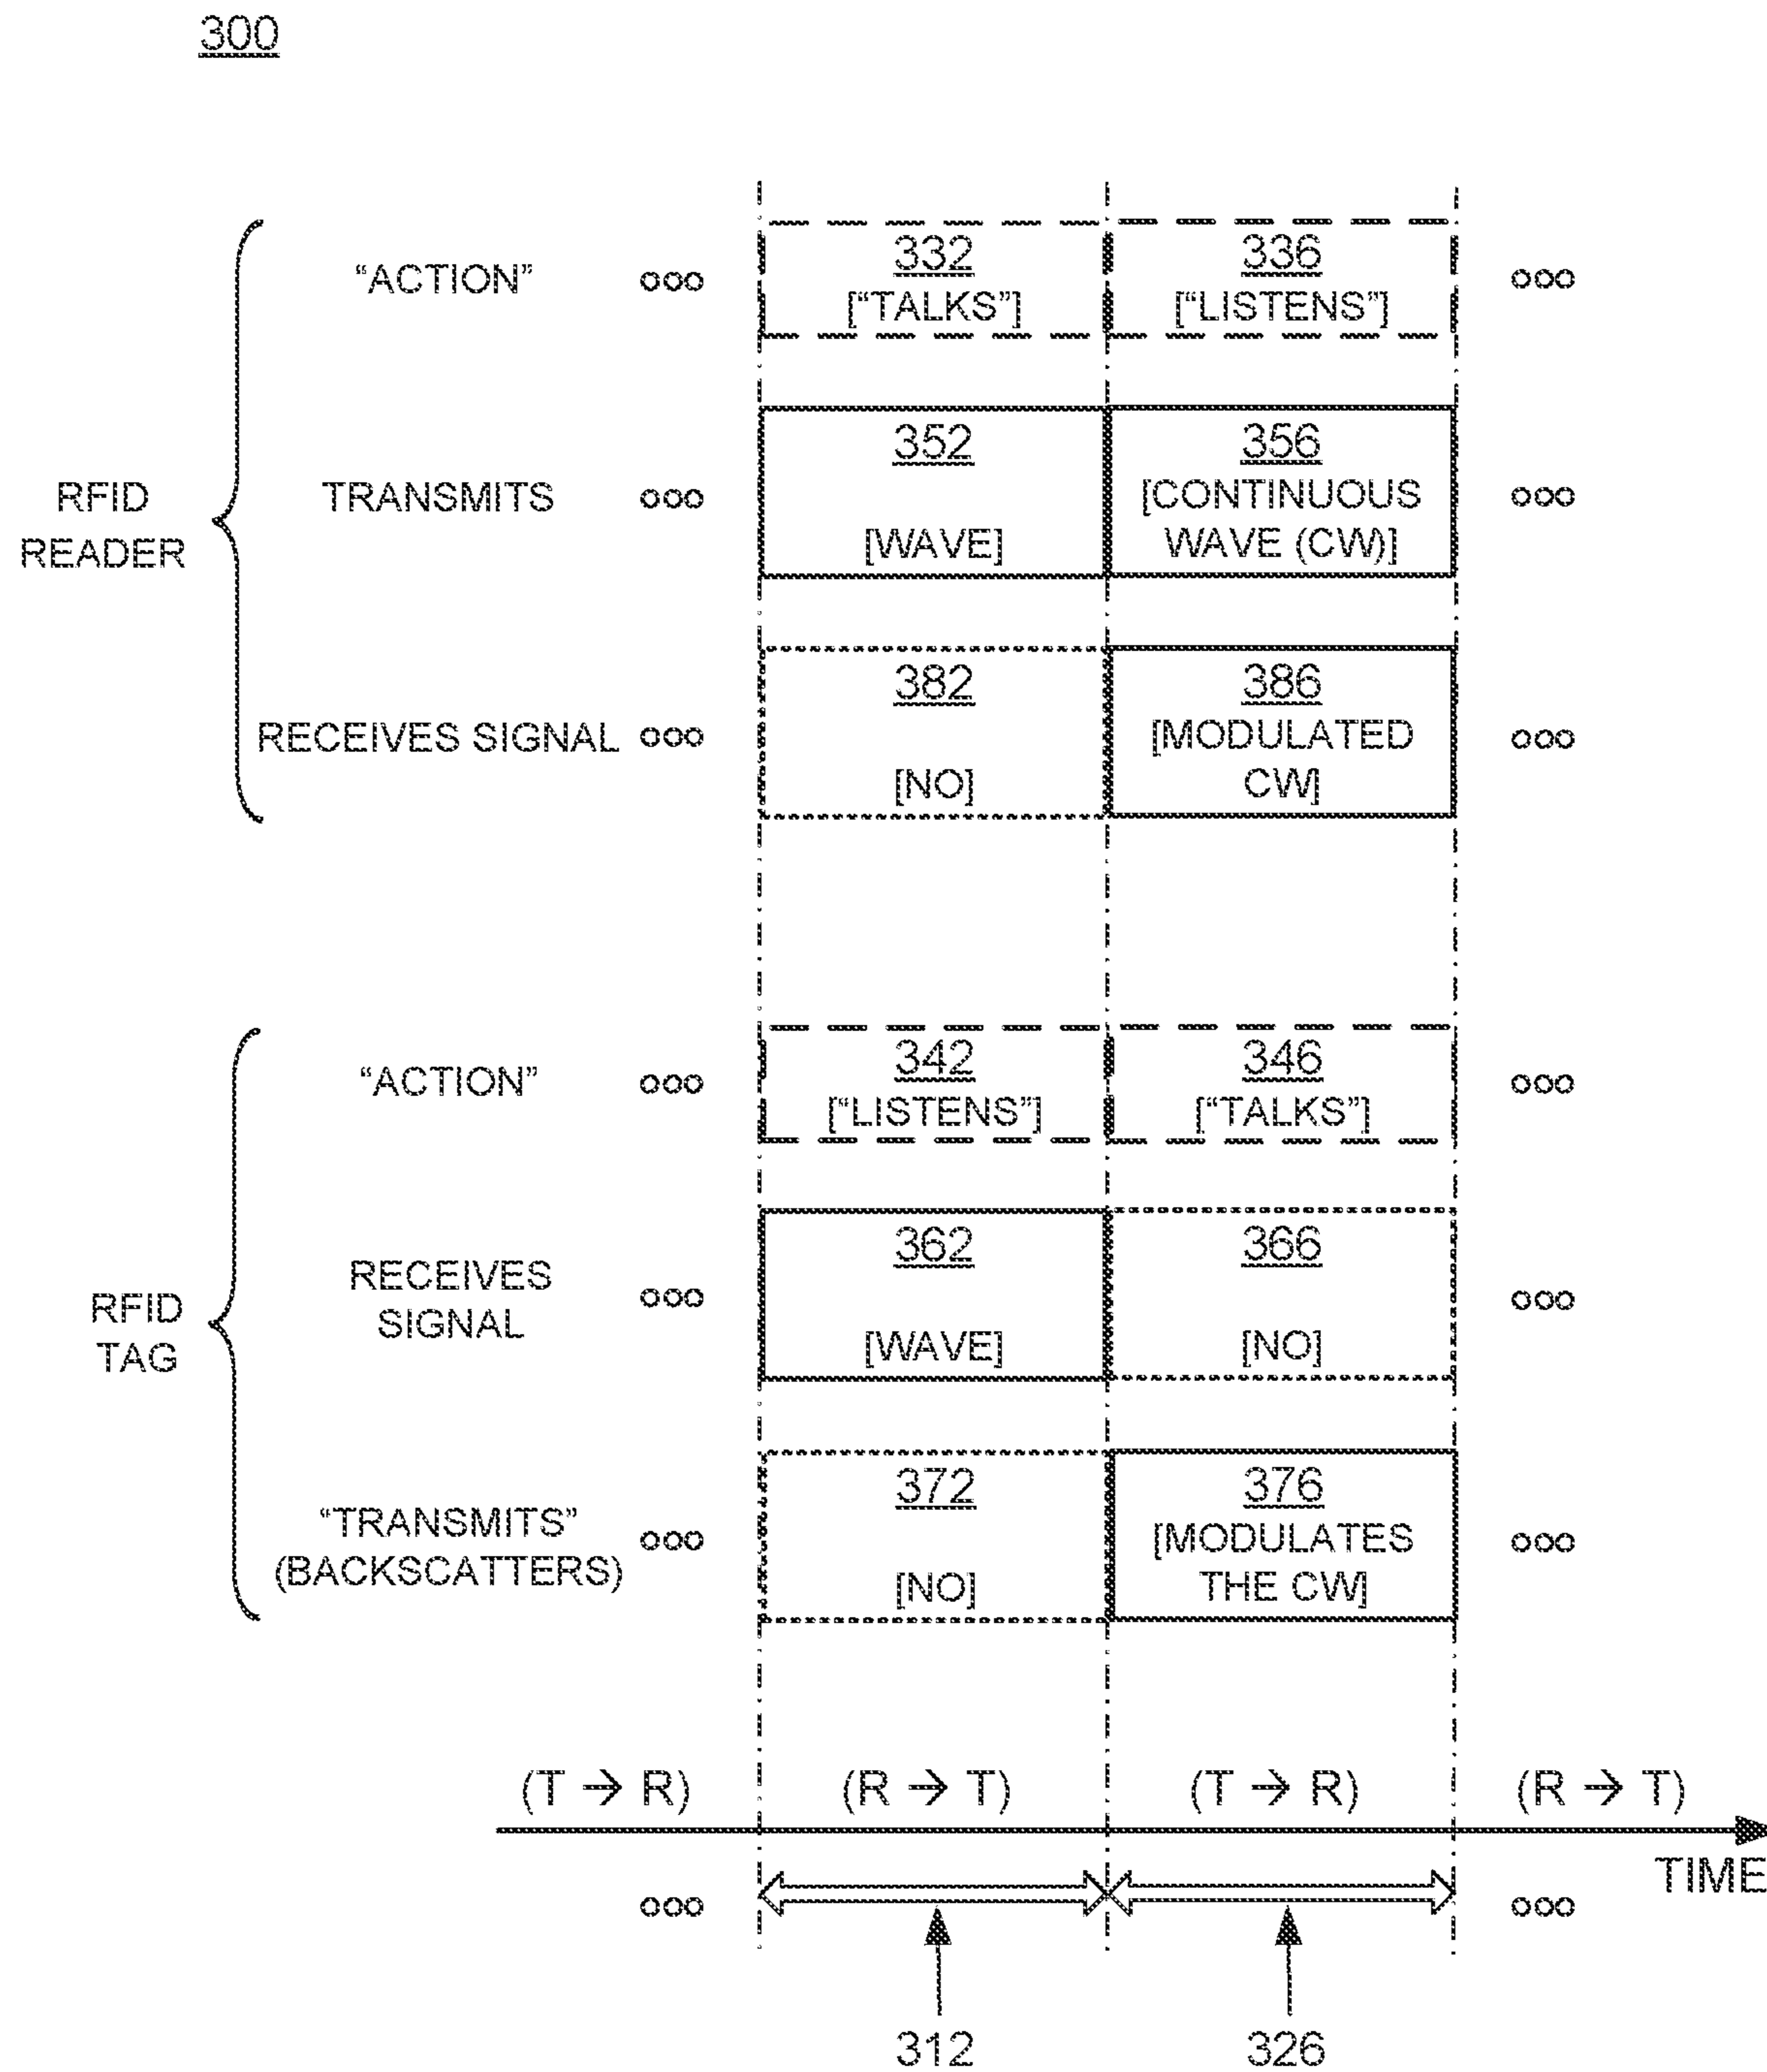 300
RFID
READER
“ACTION”
ooo
332
[“TALKS”]
336
[“LISTENS”]
ooo
TRANSMITS
ooo
352
[WAVE]
356
[CONTINUOUS
WAVE (CW)]
ooo
RECEIVES SIGNAL
ooo
382
[NO]
386
[MODULATED
CW]
ooo
RFID
TAG
“ACTION”
ooo
342
[“LISTENS”]
346
[“TALKS”]
ooo
RECEIVES
SIGNAL
ooo
362
[WAVE]
366
[NO]
ooo
“TRANSMITS”
(BACKSCATTERS)
ooo
372
[NO]
376
[MODULATES
THE CW]
ooo
(T → R)
(R → T)
(T → R)
(R → T)
TIME
ooo
ooo
312
326